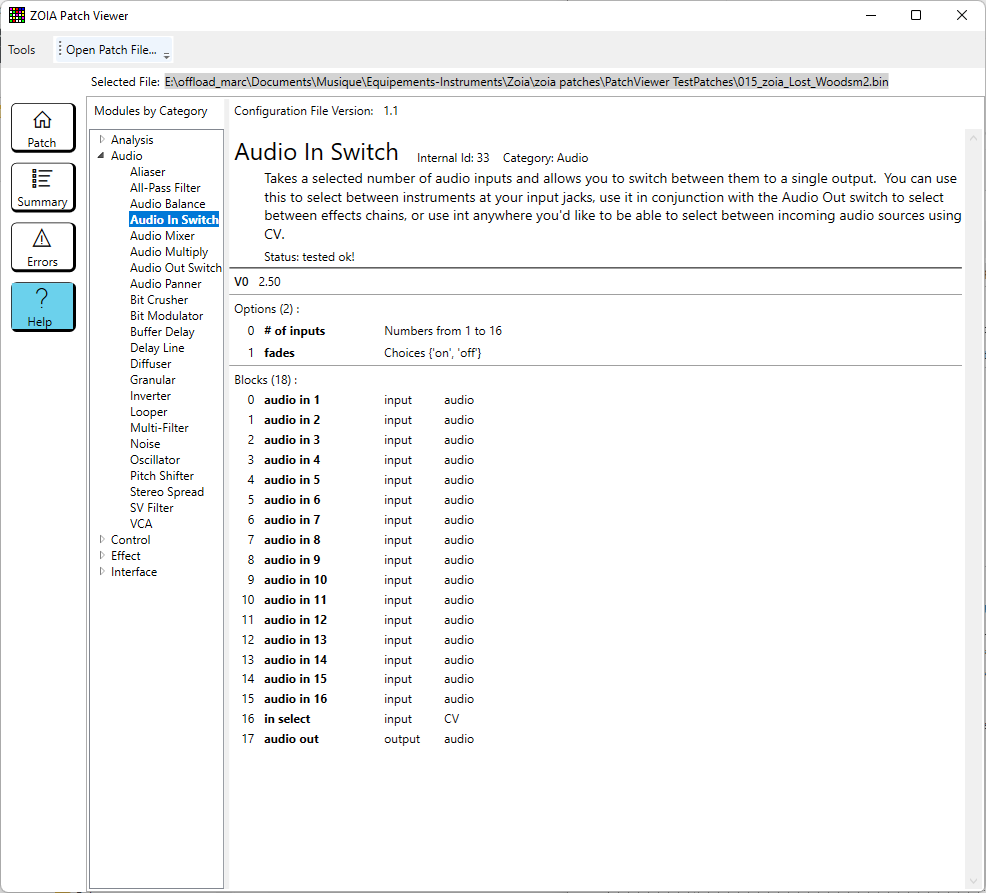 ZOIA Patch Viewer
Tools
Open Patch File...
Selected File: E:\offload_marc\Documents\Musique\Equipements-Instruments\Zoia\zoia patches\PatchViewer TestPatches\015_zoia_Lost_Woodsm2.bin
Patch
Summary
Errors
?
Help
Modules by Category
Analysis
Audio
Aliaser
All-Pass Filter
Audio Balance
Audio In Switch
Audio Mixer
Audio Multiply
Audio Out Switch
Audio Panner
Bit Crusher
Bit Modulator
Buffer Delay
Delay Line
Diffuser
Granular
Inverter
Looper
Multi-Filter
Noise
Oscillator
Pitch Shifter
Stereo Spread
SV Filter
VCA
Control
Effect
Interface
Configuration File Version: 1.1
Audio In Switch Internal Id: 33 Category: Audio
Takes a selected number of audio inputs and allows you to switch between them to a single output. You can use
this to select between instruments at your input jacks, use it in conjunction with the Audio Out switch to select
between effects chains, or use int anywhere you'd like to be able to select between incoming audio sources using
CV.
Status: tested ok!
V0 2.50
Options (2) :
0 # of inputs Numbers from 1 to 16
1 fades Choices {'on', 'off'}
Blocks (18) :
0 audio in 1 input audio
1 audio in 2 input audio
2 audio in 3 input audio
3 audio in 4 input audio
4 audio in 5 input audio
5 audio in 6 input audio
6 audio in 7 input audio
7 audio in 8 input audio
8 audio in 9 input audio
9 audio in 10 input audio
10 audio in 11 input audio
11 audio in 12 input audio
12 audio in 13 input audio
13 audio in 14 input audio
14 audio in 15 input audio
15 audio in 16 input audio
16 in select input CV
17 audio out output audio